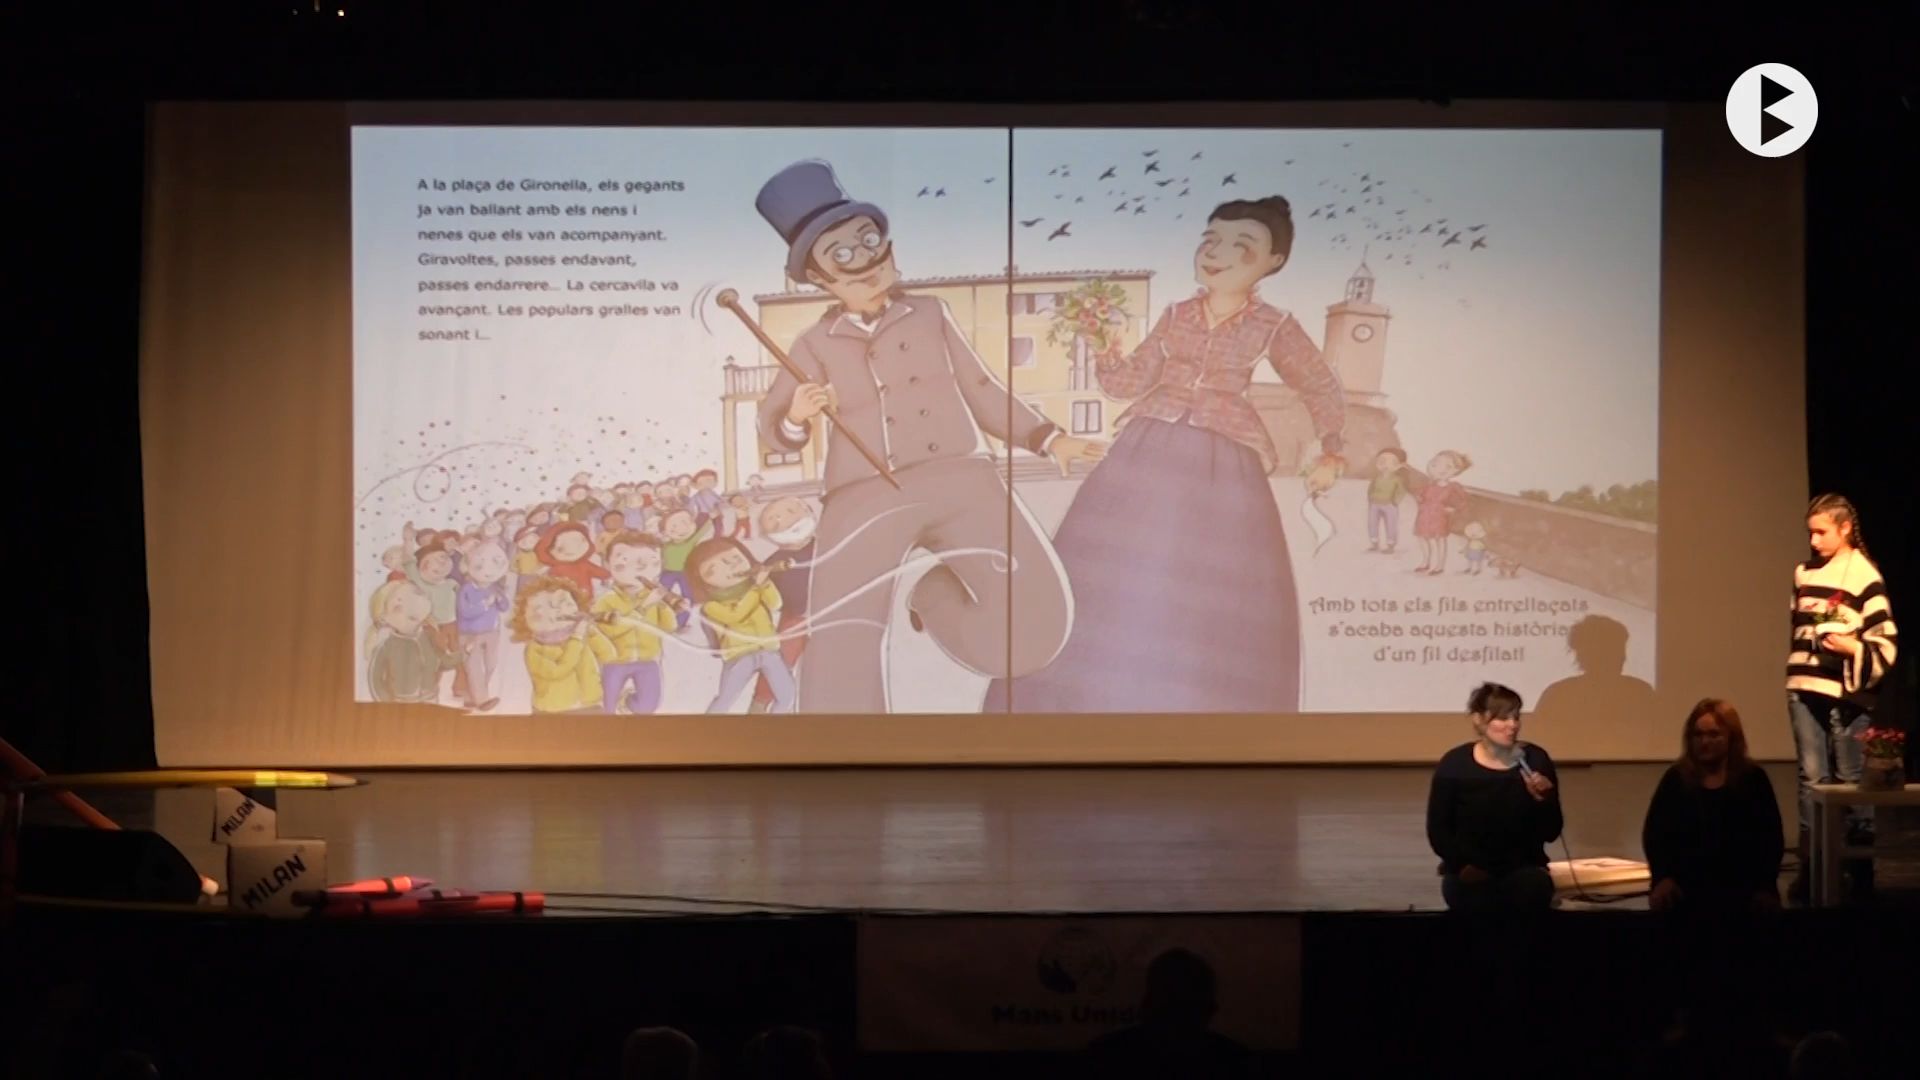 A la plaça de Gironella, els gegants
ja van ballant amb els nens i
nenes que els van acompanyant.
Giravoltes, passes endavant,
passes endarrere... La cercavila va
avançant. Les populars gralles van
sonant i...
Amb tots els fils entrellaçats
s'acaba aquesta història
d'un fil desfilat!
MILAN
MILAN
Mans